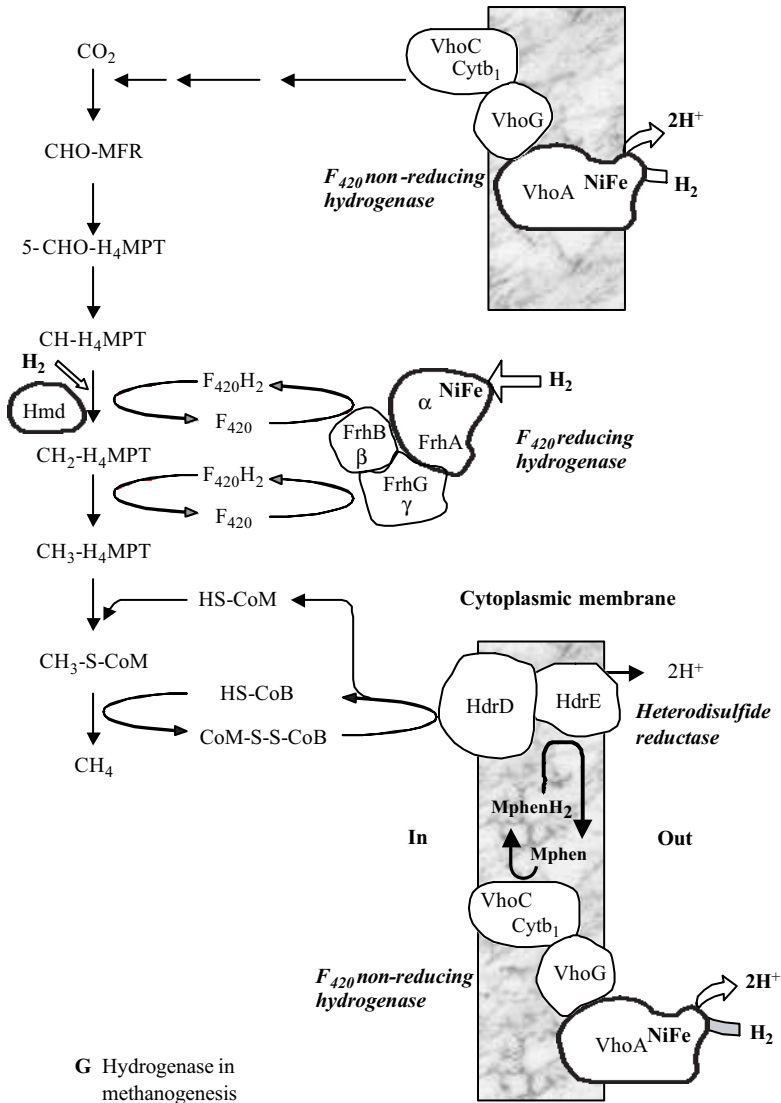 CO₂
VhoC
Cytb₁
VhoG
2H⁺
CHO-MFR
F₄₂₀ non-reducing
hydrogenase
VhoA
NiFe
H₂
5-CHO-H₄MPT
CH-H₄MPT
H₂
Hmd
F₄₂₀H₂
F₄₂₀
NiFe
α
FrhA
H₂
FrhB
β
FrhG
γ
F₄₂₀ reducing
hydrogenase
CH₂-H₄MPT
F₄₂₀H₂
F₄₂₀
CH₃-H₄MPT
HS-CoM
Cytoplasmic membrane
CH₃-S-CoM
HS-CoB
CoM-S-S-CoB
HdrD
HdrE
2H⁺
Heterodisulfide
reductase
CH₄
MphenH₂
In
Out
Mphen
VhoC
Cytb₁
F₄₂₀ non-reducing
hydrogenase
VhoG
2H⁺
VhoA
NiFe
H₂
G Hydrogenase in
methanogenesis